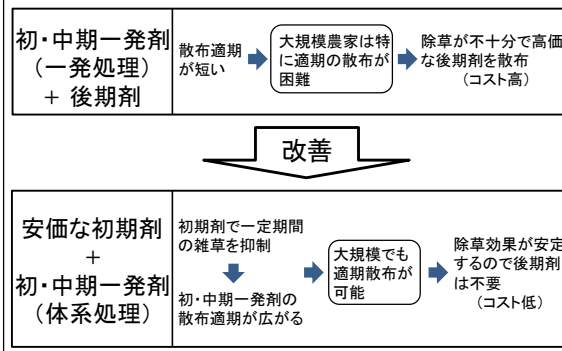 初・中期一発剤
（一発処理）
＋ 後期剤
散布適期
が短い
大規模農家は特
に適期の散布が
困難
除草が不十分で高価
な後期剤を散布
（コスト高）
改善
安価な初期剤
＋
初・中期一発剤
（体系処理）
初期剤で一定期間
の雑草を抑制
初・中期一発剤の
散布適期が広がる
大規模でも
適期散布が
可能
除草効果が安定
するので後期剤
は不要
（コスト低）